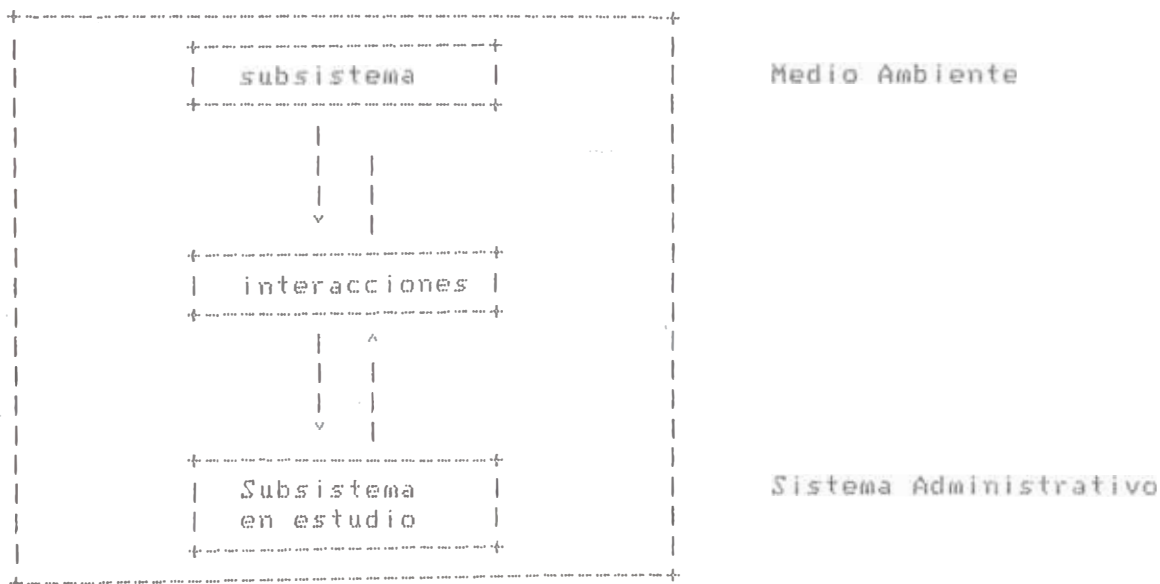 subsistema
Medio Ambiente
interacciones
Subsistema
en estudio
Sistema Administrativo